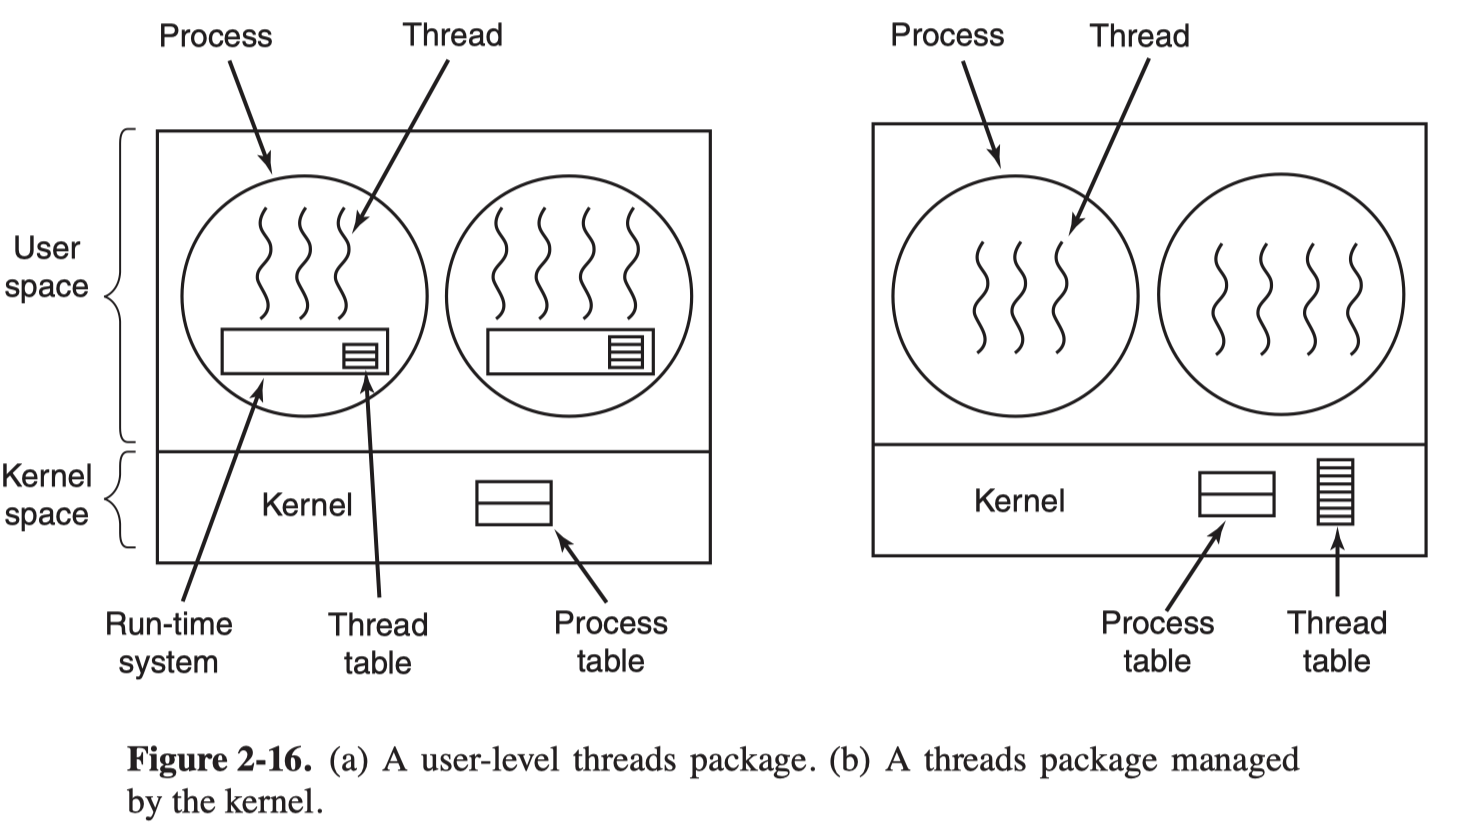 Process
Thread
Process
Thread
User
space
Kernel
space
Kernel
Kernel
Run-time
system
Thread
table
Process
table
Process
table
Thread
table
Figure 2-16. (a) A user-level threads package. (b) A threads package managed
by the kernel.